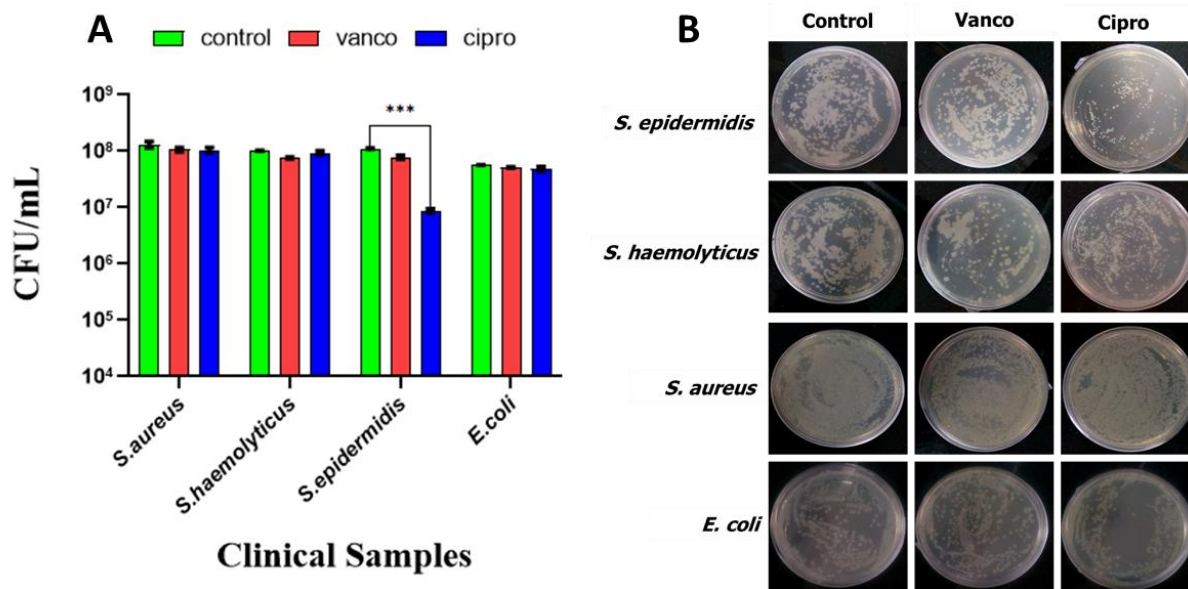 A
control vanco cipro
CFU/mL
10⁹
10⁸
10⁷
10⁶
10⁵
10⁴
***
S.aureus
S.haemolyticus
S.epidermidis
E.coli
Clinical Samples
B
Control Vanco Cipro
S. epidermidis
S. haemolyticus
S. aureus
E. coli